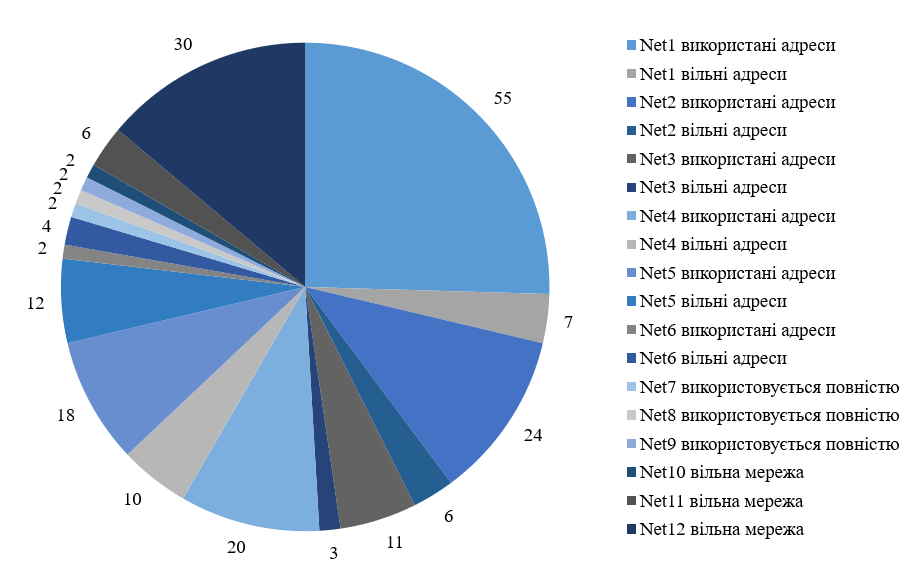 30
55
6
2
2
2
2
4
2
12
18
10
20
3
11
6
24
7
Net1 використані адреси
Net1 вільні адреси
Net2 використані адреси
Net2 вільні адреси
Net3 використані адреси
Net3 вільні адреси
Net4 використані адреси
Net4 вільні адреси
Net5 використані адреси
Net5 вільні адреси
Net6 використані адреси
Net6 вільні адреси
Net7 використовується повністю
Net8 використовується повністю
Net9 використовується повністю
Net10 вільна мережа
Net11 вільна мережа
Net12 вільна мережа